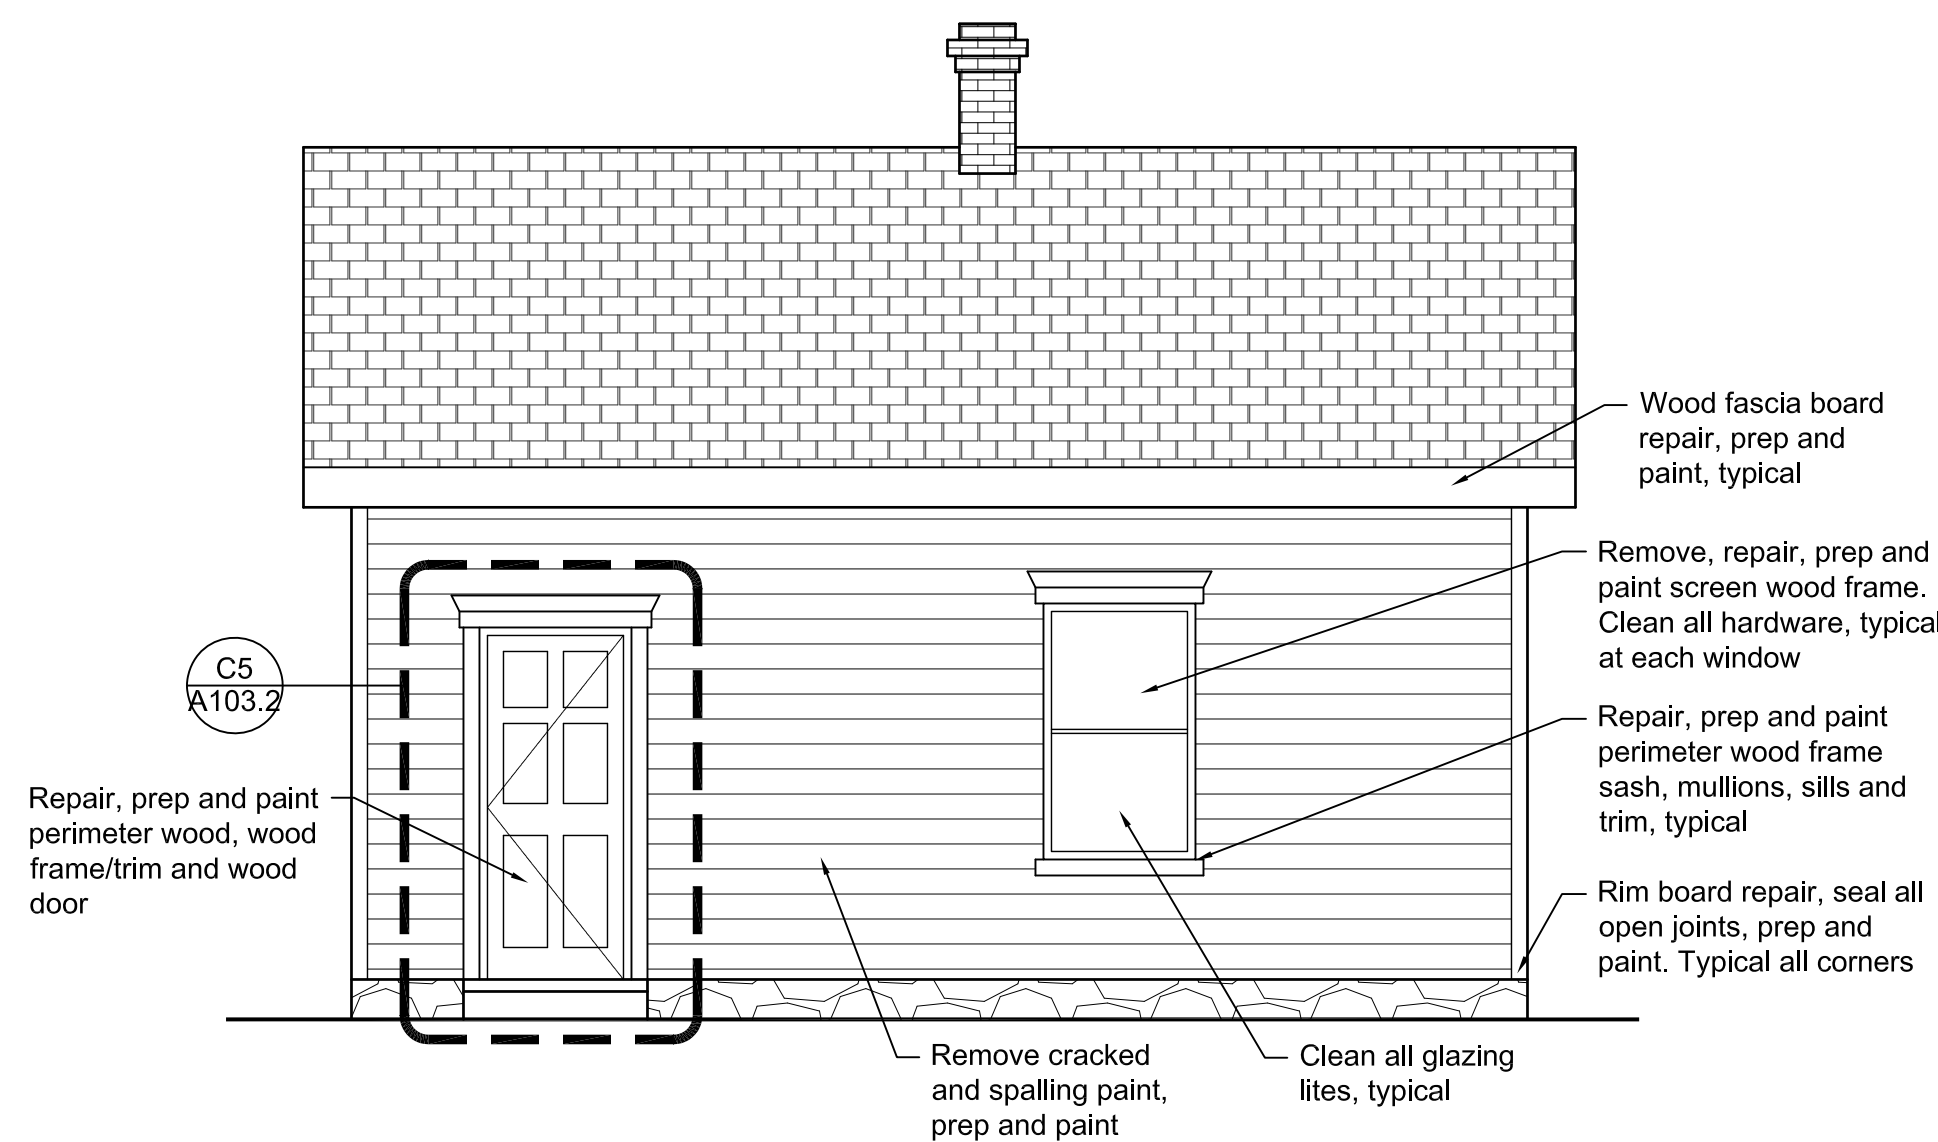 Wood fascia board
repair, prep and
paint, typical
Remove, repair, prep and
paint screen wood frame.
Clean all hardware, typical
at each window
C5
A103.2
Repair, prep and paint
perimeter wood frame
sash, mullions, sills and
trim, typical
Repair, prep and paint
perimeter wood, wood
frame/trim and wood
door
Rim board repair, seal all
open joints, prep and
paint. Typical all corners
Remove cracked
and spalling paint,
prep and paint
Clean all glazing
lites, typical